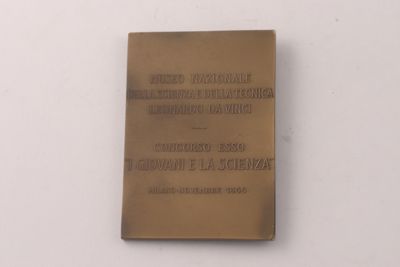 MUSEO NAZIONALE
DELLA SCIENZA E DELLA TECNICA
LEONARDO DA VINCI
CONCORSO ESSO
"I GIOVANI E LA SCIENZA"
MILANO - NOVEMBRE